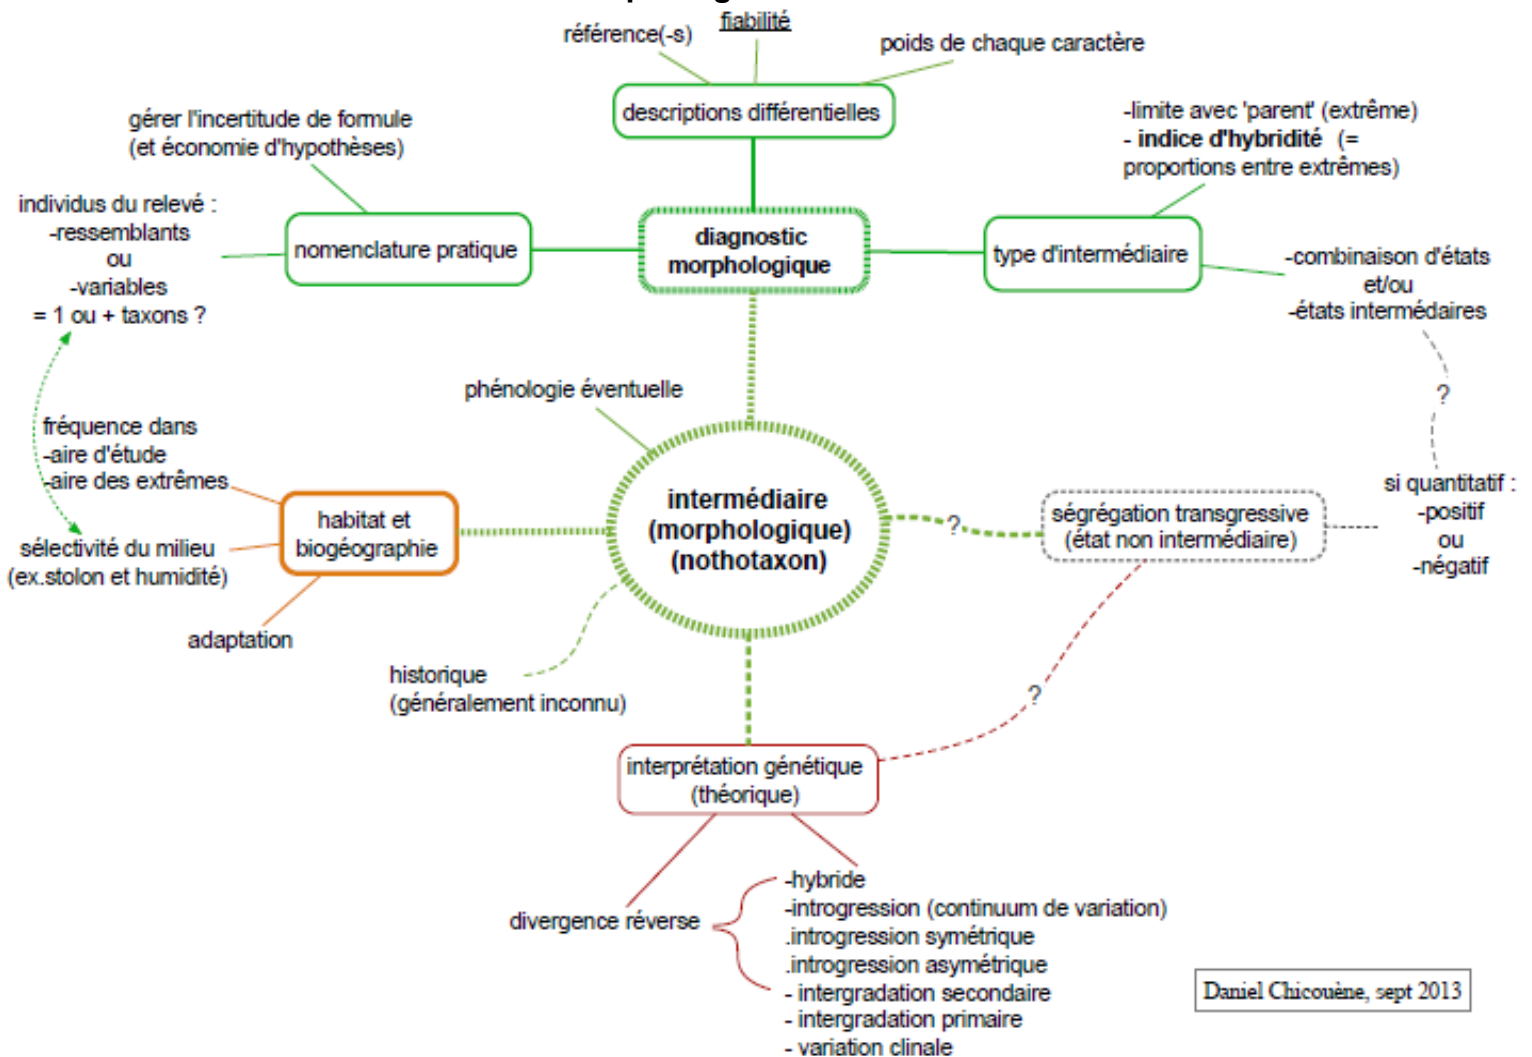 référence(-s)
fiabilité
poids de chaque caractère
descriptions différentielles
gérer l'incertitude de formule
(et économie d'hypothèses)
-limite avec 'parent' (extrême)
- indice d'hybridité (=
proportions entre extrêmes)
individus du relevé :
-ressemblants
ou
-variables
= 1 ou + taxons ?
nomenclature pratique
diagnostic
morphologique
type d'intermédiaire
-combinaison d'états
et/ou
-états intermédaires
?
phénologie éventuelle
fréquence dans
-aire d'étude
-aire des extrêmes
habitat et
biogéographie
sélectivité du milieu
(ex.stolon et humidité)
adaptation
intermédiaire
(morphologique)
(nothotaxon)
?
ségrégation transgressive
(état non intermédiaire)
si quantitatif :
-positif
ou
-négatif
historique
(généralement inconnu)
?
interprétation génétique
(théorique)
divergence réverse
-hybride
-introgression (continuum de variation)
.introgression symétrique
.introgression asymétrique
- intergradation secondaire
- intergradation primaire
- variation clinale
Daniel Chicouène, sept 2013